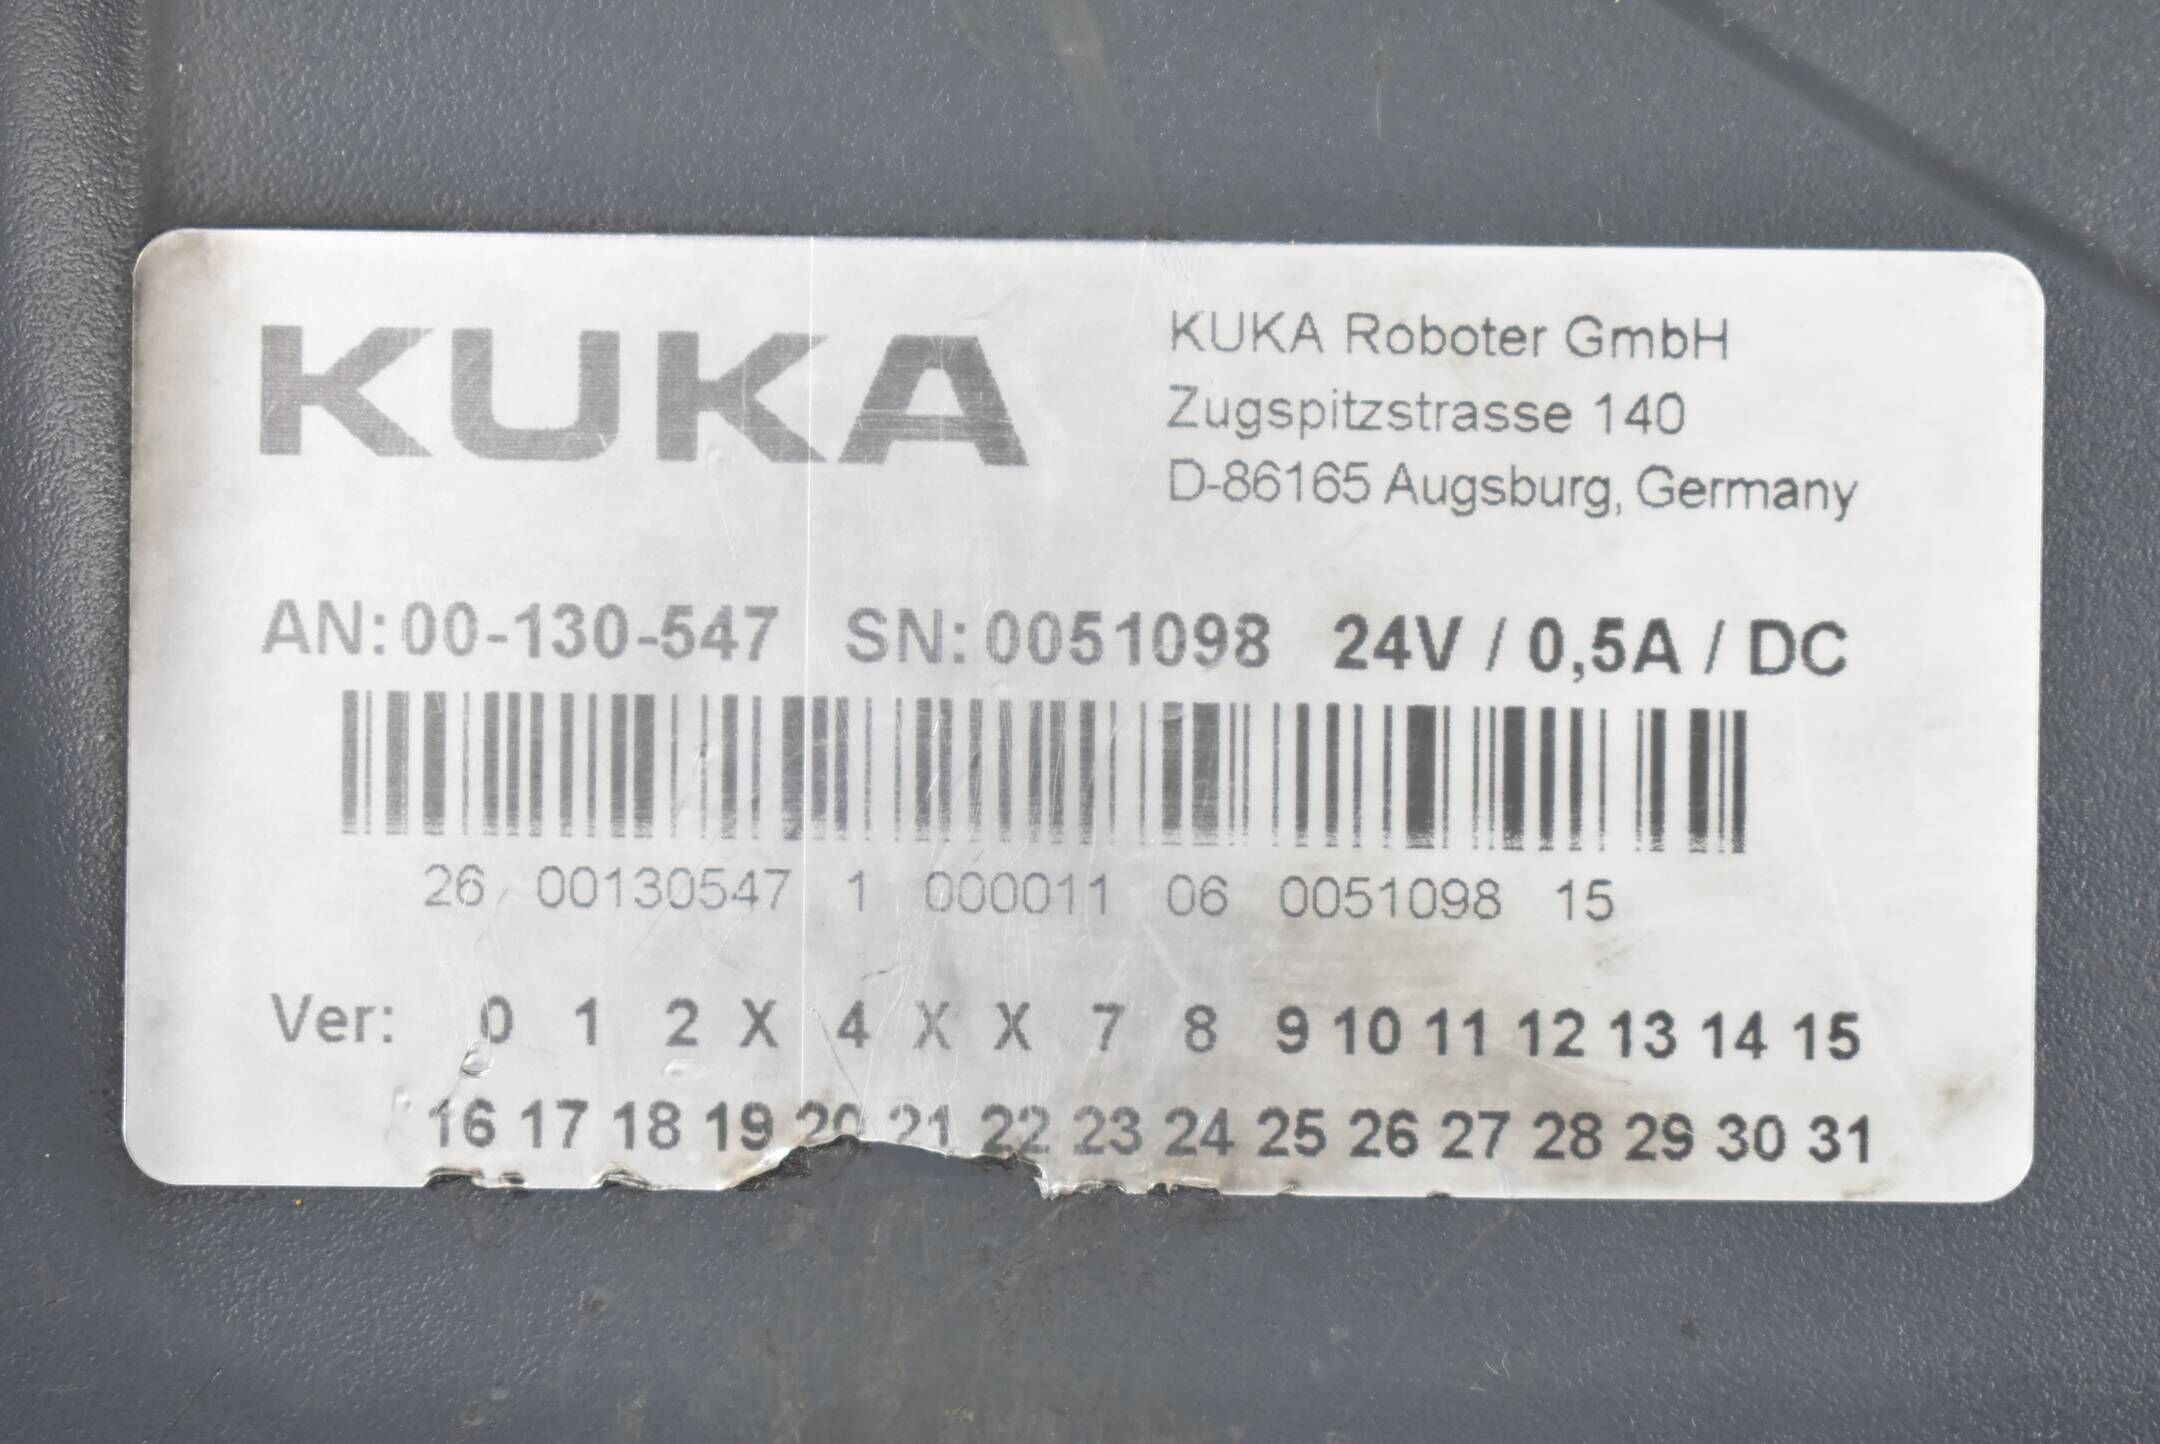 KUKA
KUKA Roboter GmbH
Zugspitzstrasse 140
D-86165 Augsburg, Germany
AN: 00-130-547 SN: 0051098 24V / 0,5A / DC
26 00130547 1 000011 06 0051098 15
Ver: 0 1 2 X 4 X X 7 8 9 10 11 12 13 14 15
16 17 18 19 20 21 22 23 24 25 26 27 28 29 30 31